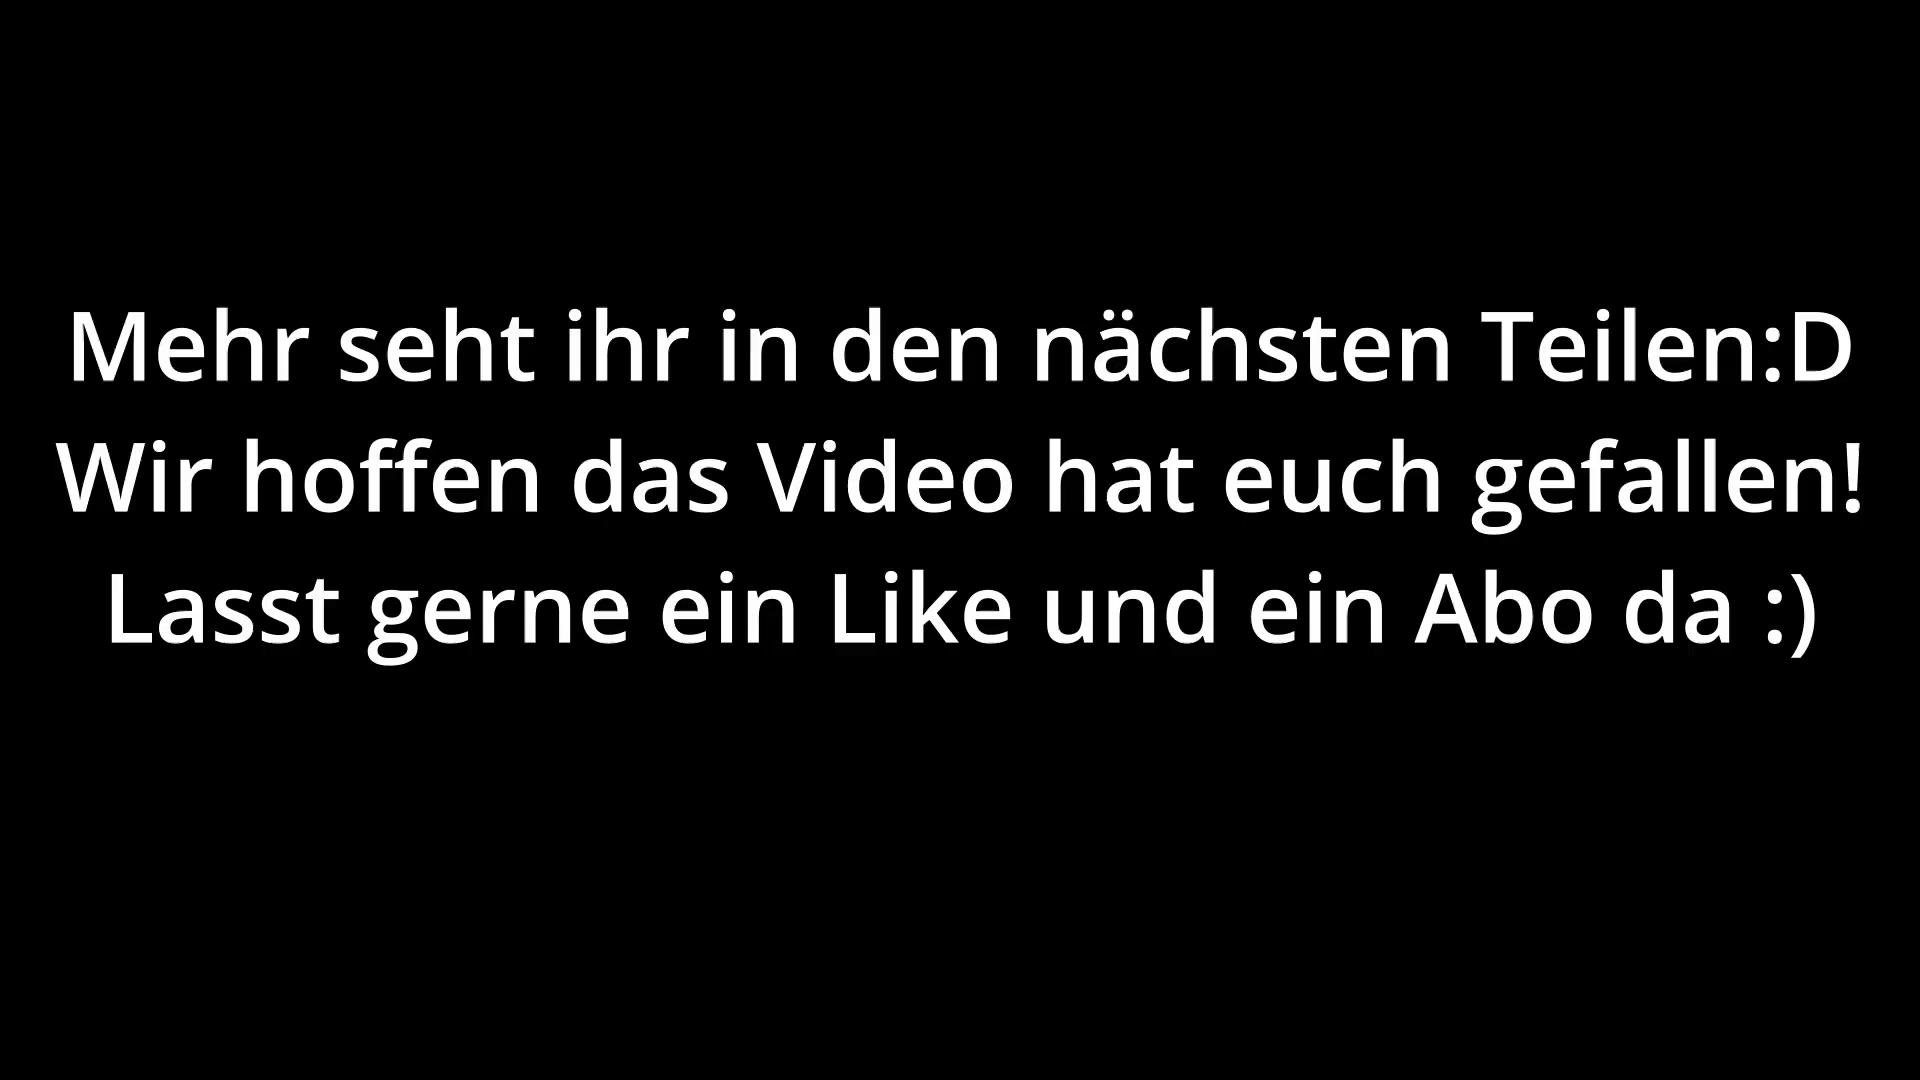 Mehr seht ihr in den nächsten Teilen:D
Wir hoffen das Video hat euch gefallen!
Lasst gerne ein Like und ein Abo da :)